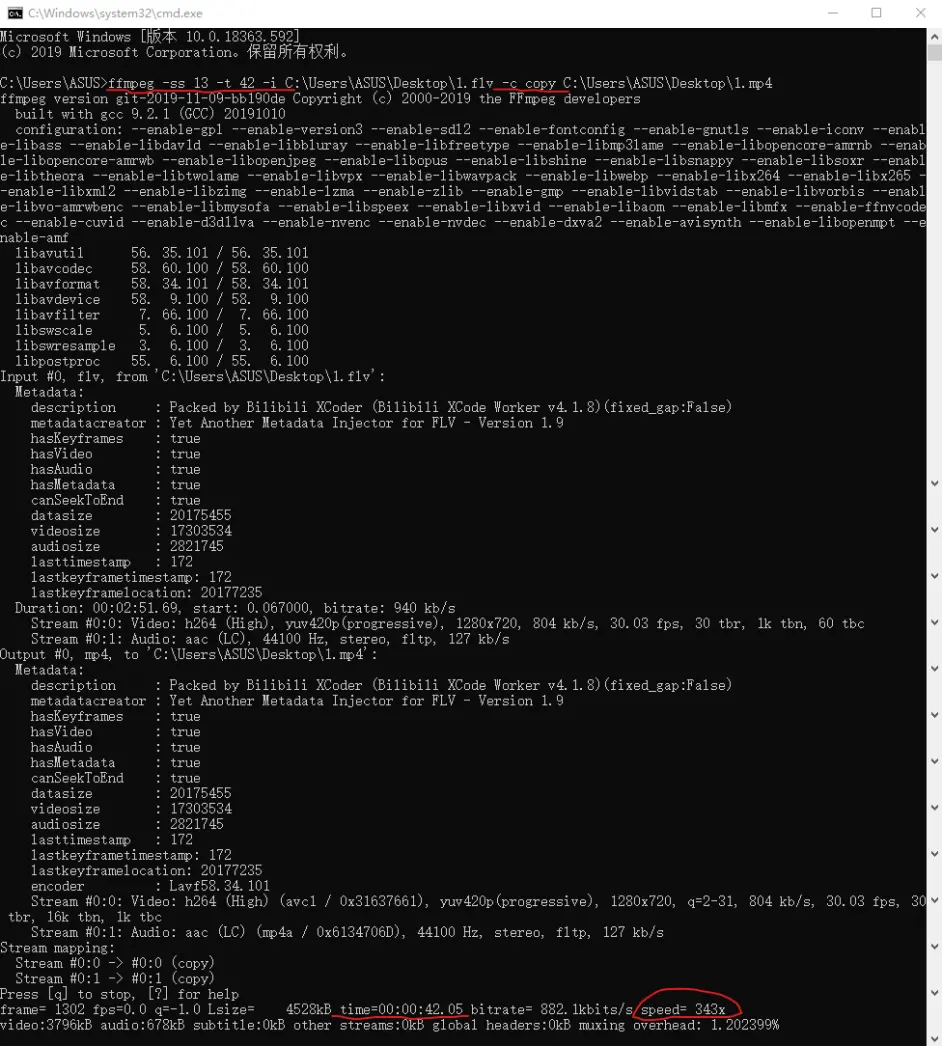 C:\Windows\system32\cmd.exe
Microsoft Windows [版本 10.0.18363.592]
(c) 2019 Microsoft Corporation。保留所有权利。
C:\Users\ASUS>ffmpeg -ss 13 -t 42 -i C:\Users\ASUS\Desktop\1.flv -c copy C:\Users\ASUS\Desktop\1.mp4
ffmpeg version git-2019-11-09-bb190de Copyright (c) 2000-2019 the FFmpeg developers
  built with gcc 9.2.1 (GCC) 20191010
  configuration: --enable-gpl --enable-version3 --enable-sdl2 --enable-fontconfig --enable-gnutls --enable-iconv --enabl
e-libass --enable-libdav1d --enable-libbluray --enable-libfreetype --enable-libmp3lame --enable-libopencore-amrnb --enab
le-libopencore-amrwb --enable-libopenjpeg --enable-libopus --enable-libshine --enable-libsnappy --enable-libsoxr --enabl
e-libtheora --enable-libtwolame --enable-libvpx --enable-libwavpack --enable-libwebp --enable-libx264 --enable-libx265 -
-enable-libxml2 --enable-libzimg --enable-lzma --enable-zlib --enable-gmp --enable-libvidstab --enable-libvorbis --enabl
e-libvo-amrwbenc --enable-libmysofa --enable-libspeex --enable-libxvid --enable-libaom --enable-libmfx --enable-ffnvcode
c --enable-cuvid --enable-d3d11va --enable-nvenc --enable-nvdec --enable-dxva2 --enable-avisynth --enable-libopenmpt --e
nable-amf
  libavutil      56. 35.101 / 56. 35.101
  libavcodec     58. 60.100 / 58. 60.100
  libavformat    58. 34.101 / 58. 34.101
  libavdevice    58.  9.100 / 58.  9.100
  libavfilter     7. 66.100 /  7. 66.100
  libswscale      5.  6.100 /  5.  6.100
  libswresample   3.  6.100 /  3.  6.100
  libpostproc    55.  6.100 / 55.  6.100
Input #0, flv, from 'C:\Users\ASUS\Desktop\1.flv':
  Metadata:
    description     : Packed by Bilibili XCoder (Bilibili XCode Worker v4.1.8)(fixed_gap:False)
    metadatacreator : Yet Another Metadata Injector for FLV - Version 1.9
    hasKeyframes    : true
    hasVideo        : true
    hasAudio        : true
    hasMetadata     : true
    canSeekToEnd    : true
    datasize        : 20175455
    videosize       : 17303534
    audiosize       : 2821745
    lasttimestamp   : 172
    lastkeyframetimestamp: 172
    lastkeyframelocation: 20177235
  Duration: 00:02:51.69, start: 0.067000, bitrate: 940 kb/s
    Stream #0:0: Video: h264 (High), yuv420p(progressive), 1280x720, 804 kb/s, 30.03 fps, 30 tbr, 1k tbn, 60 tbc
    Stream #0:1: Audio: aac (LC), 44100 Hz, stereo, fltp, 127 kb/s
Output #0, mp4, to 'C:\Users\ASUS\Desktop\1.mp4':
  Metadata:
    description     : Packed by Bilibili XCoder (Bilibili XCode Worker v4.1.8)(fixed_gap:False)
    metadatacreator : Yet Another Metadata Injector for FLV - Version 1.9
    hasKeyframes    : true
    hasVideo        : true
    hasAudio        : true
    hasMetadata     : true
    canSeekToEnd    : true
    datasize        : 20175455
    videosize       : 17303534
    audiosize       : 2821745
    lasttimestamp   : 172
    lastkeyframetimestamp: 172
    lastkeyframelocation: 20177235
    encoder         : Lavf58.34.101
    Stream #0:0: Video: h264 (High) (avc1 / 0x31637661), yuv420p(progressive), 1280x720, q=2-31, 804 kb/s, 30.03 fps, 30
 tbr, 16k tbn, 1k tbc
    Stream #0:1: Audio: aac (LC) (mp4a / 0x6134706D), 44100 Hz, stereo, fltp, 127 kb/s
Stream mapping:
  Stream #0:0 -> #0:0 (copy)
  Stream #0:1 -> #0:1 (copy)
Press [q] to stop, [?] for help
frame= 1302 fps=0.0 q=-1.0 Lsize=    4528kB time=00:00:42.05 bitrate= 882.1kbits/s speed= 343x
video:3796kB audio:678kB subtitle:0kB other streams:0kB global headers:0kB muxing overhead: 1.202399%